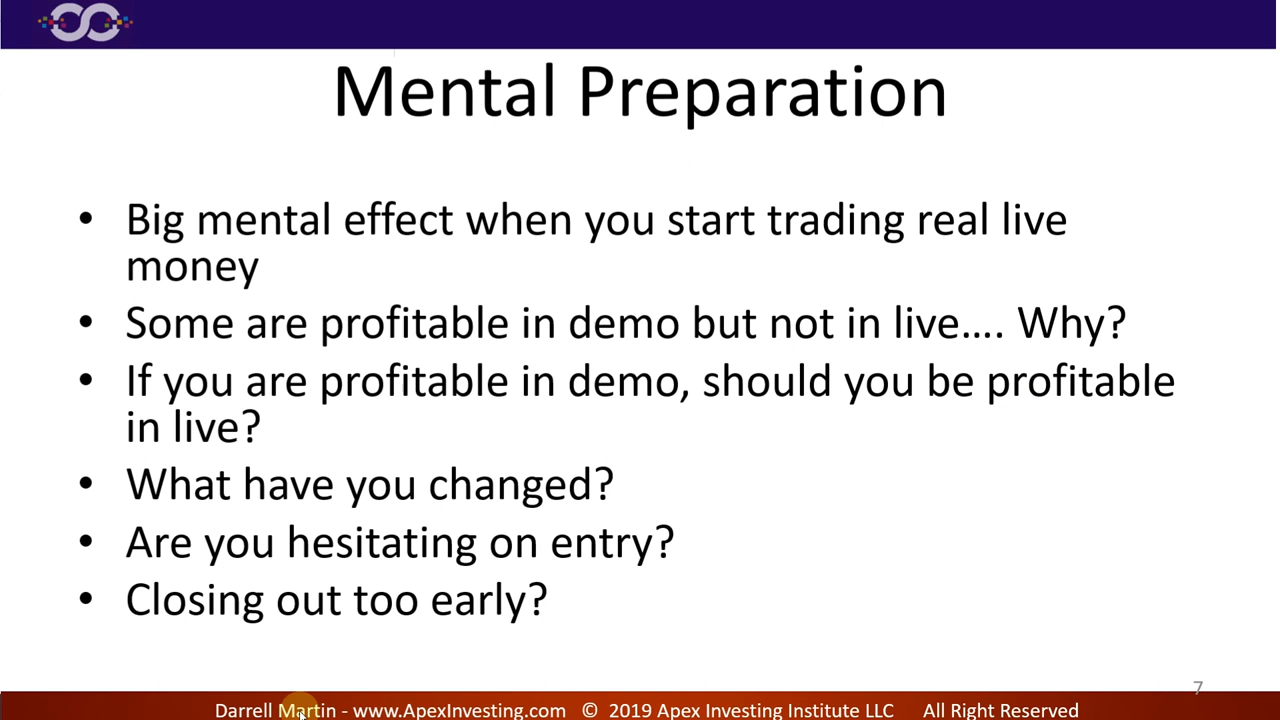 Mental Preparation
• Big mental effect when you start trading real live
money
• Some are profitable in demo but not in live…. Why?
• If you are profitable in demo, should you be profitable
in live?
• What have you changed?
• Are you hesitating on entry?
• Closing out too early?
7
Darrell Martin - www.ApexInvesting.com © 2019 Apex Investing Institute LLC All Right Reserved